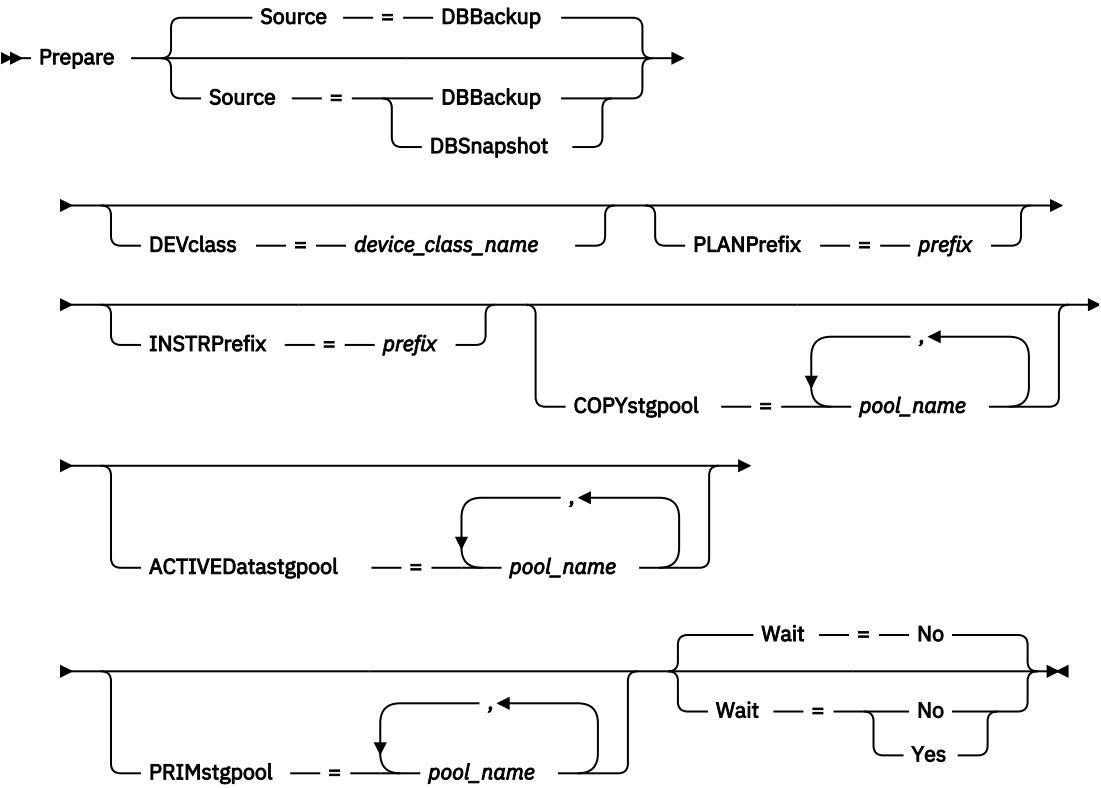 Source = DBBackup
Prepare
Source = DBBackup
DBSnapshot
DEVclass = device_class_name PLANPrefix = prefix
INSTRPrefix = prefix
,
COPYstgpool = pool_name
,
ACTIVEDatastgpool = pool_name
Wait = No
,
Wait = No
Yes
PRIMstgpool = pool_name